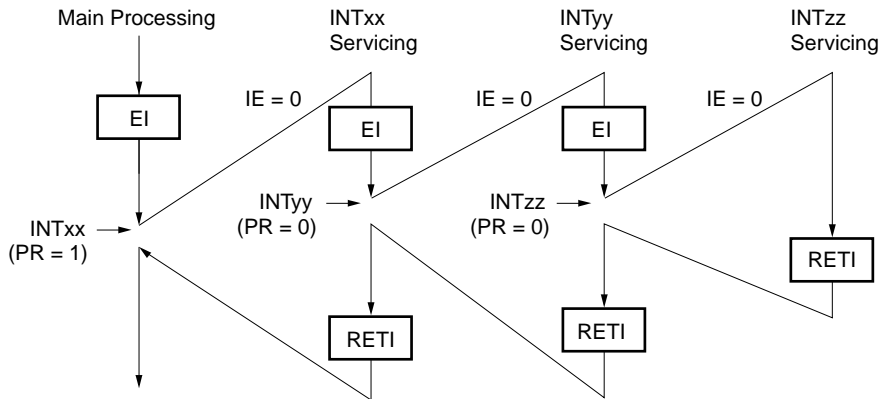 Main Processing
INTxx
Servicing
INTyy
Servicing
INTzz
Servicing
IE = 0
IE = 0
IE = 0
EI
EI
EI
INTxx
(PR = 1)
INTyy
(PR = 0)
INTzz
(PR = 0)
RETI
RETI
RETI